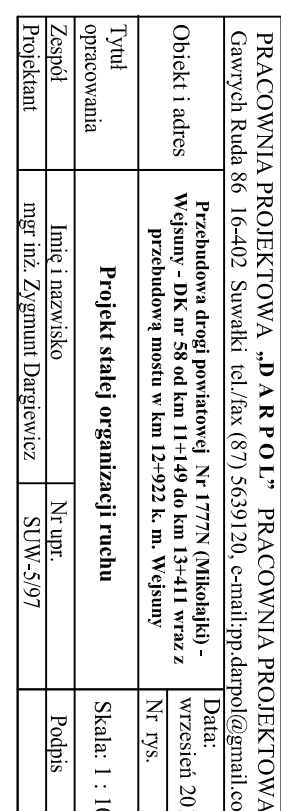 PRACOWNIA PROJEKTOWA „D A R P O L” PRACOWNIA PROJEKTOWA
Gawrych Ruda 86 16-402 Suwałki tel./fax (87) 5639120, e-mail:pp.darpol@gmail.co
Obiekt i adres
Przebudowa drogi powiatowej Nr 1777N (Mikołajki) -
Wejsuny - DK nr 58 od km 11+149 do km 13+411 wraz z
przebudową mostu w km 12+922 k. m. Wejsuny
Data:
wrzesień 20
Nr rys.
Tytuł
opracowania
Projekt stałej organizacji ruchu
Skala: 1 : 10
Zespół
Imię i nazwisko
Nr upr.
Podpis
Projektant
mgr inż. Zygmunt Dargiewicz
SUW-5/97